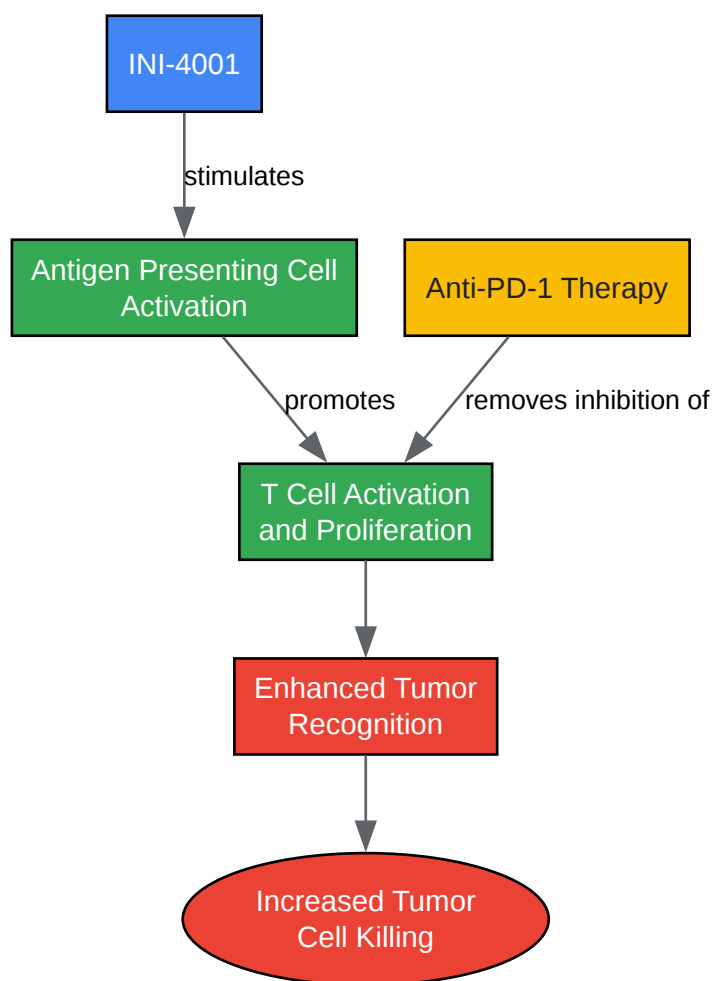 INI-4001
stimulates
Antigen Presenting Cell
Activation
Anti-PD-1 Therapy
promotes
removes inhibition of
T Cell Activation
and Proliferation
Enhanced Tumor
Recognition
Increased Tumor
Cell Killing